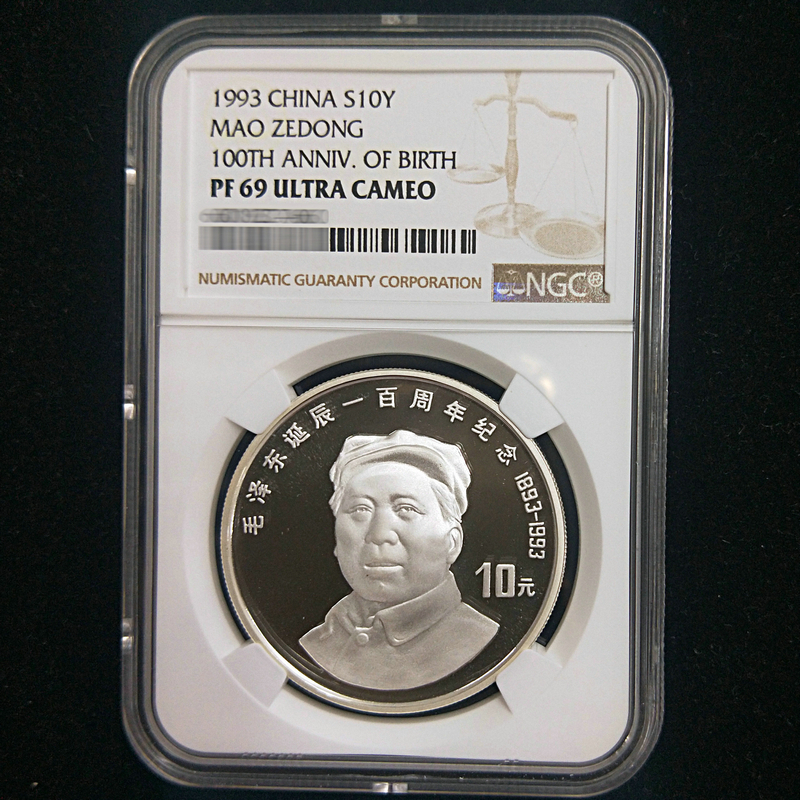 1993 CHINA S10Y
MAO ZEDONG
100TH ANNIV. OF BIRTH
PF 69 ULTRA CAMEO
NUMISMATIC GUARANTY CORPORATION
NGC®
毛泽东诞辰一百周年纪念 1893-1993
10元